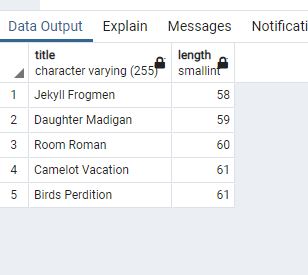 Data Output Explain Messages Notificati
title length
character varying (255) smallint
1 Jekyll Frogmen 58
2 Daughter Madigan 59
3 Room Roman 60
4 Camelot Vacation 61
5 Birds Perdition 61